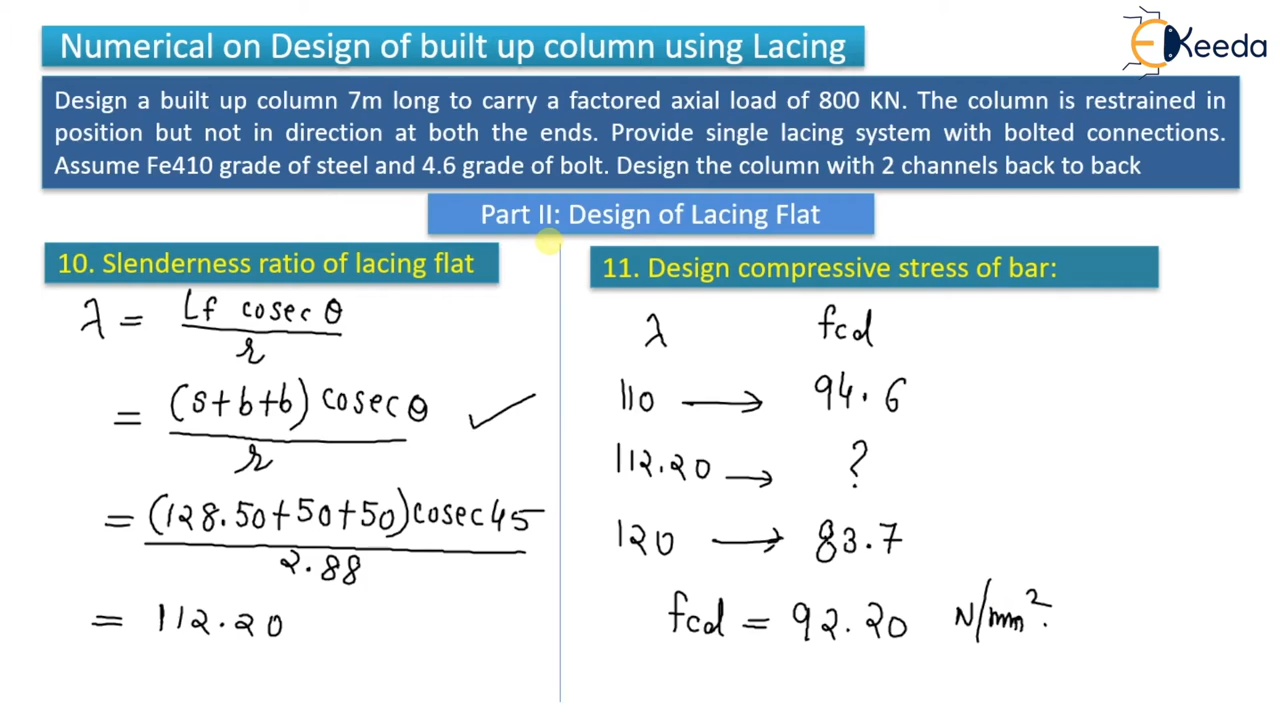 Numerical on Design of built up column using Lacing
EKeeda
Design a built up column 7m long to carry a factored axial load of 800 KN. The column is restrained in
position but not in direction at both the ends. Provide single lacing system with bolted connections.
Assume Fe410 grade of steel and 4.6 grade of bolt. Design the column with 2 channels back to back
Part II: Design of Lacing Flat
10. Slenderness ratio of lacing flat
λ = Lf cosec θ / r
= (s+b+b) cosec θ / r ✓
= (128.50+50+50) cosec 45 / 2.88
= 112.20
11. Design compressive stress of bar:
λ fcd
110 → 94.6
112.20 → ?
120 → 83.7
fcd = 92.20 N/mm².